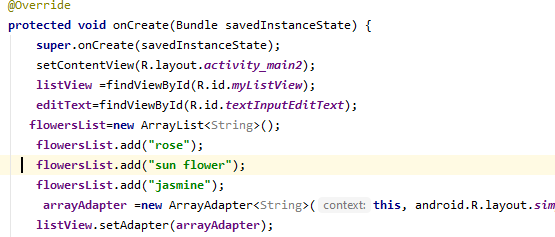 @Override
protected void onCreate(Bundle savedInstanceState) {
super.onCreate(savedInstanceState);
setContentView(R.layout.activity_main2);
listView =findViewById(R.id.myListView);
editText=findViewById(R.id.textInputEditText);
flowersList=new ArrayList<String>();
flowersList.add("rose");
flowersList.add("sun flower");
flowersList.add("jasmine");
arrayAdapter =new ArrayAdapter<String>( context: this, android.R.layout.sim
listView.setAdapter(arrayAdapter);